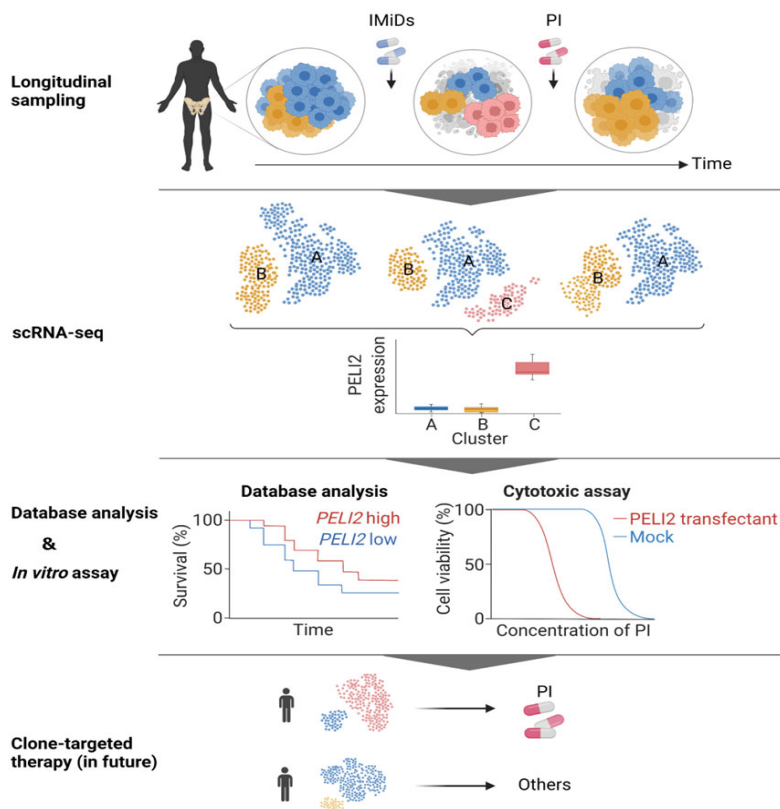 IMiDs
PI
Longitudinal
sampling
Time
B
A
B
A
C
B
A
scRNA-seq
PELI2
expression
A
B
C
Cluster
Database analysis
&
In vitro assay
Database analysis
Survival (%)
100
50
0
PELI2 high
PELI2 low
Time
Cytotoxic assay
Cell viability (%)
100
50
0
PELI2 transfectant
Mock
Concentration of PI
Clone-targeted
therapy (in future)
PI
Others